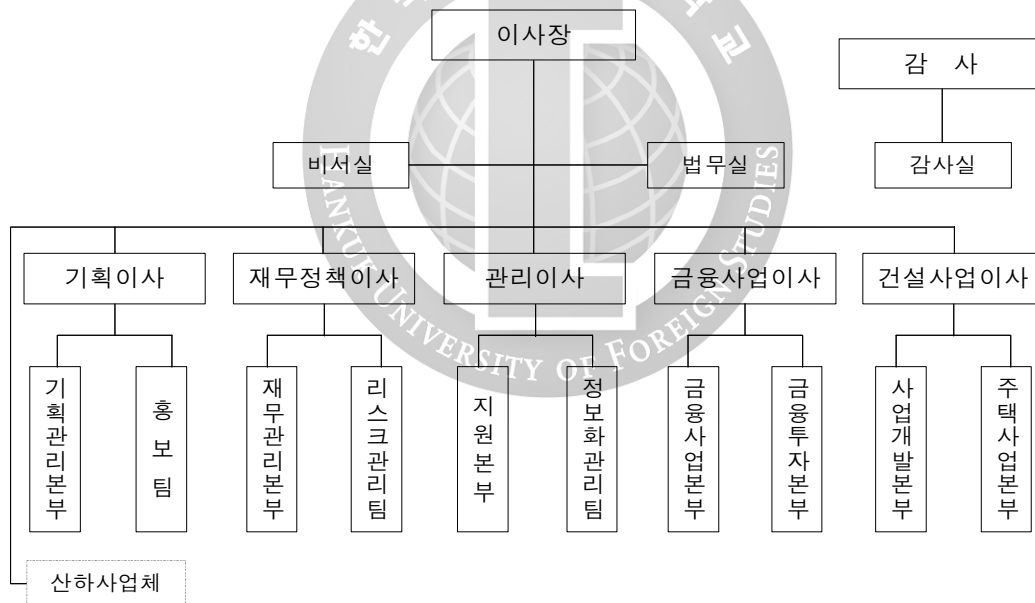 이사장
감 사
비서실
법무실
감사실
기획이사
재무정책이사
관리이사
금융사업이사
건설사업이사
기획관리본부
홍보팀
재무관리본부
리스크관리팀
지원본부
정보화관리팀
금융사업본부
금융투자본부
사업개발본부
주택사업본부
산하사업체
HANKUK UNIVERSITY OF FOREIGN STUDIES